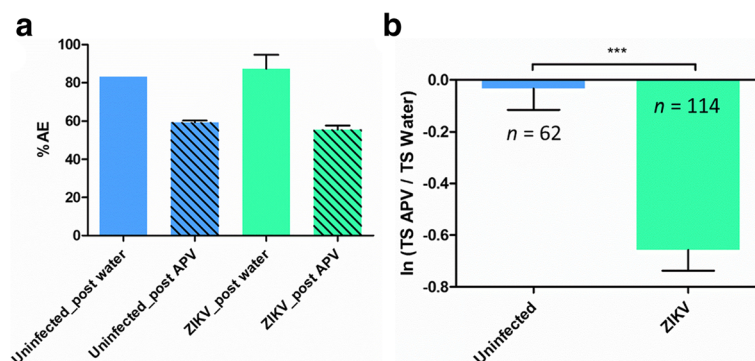 a
%AE
100
80
60
40
20
0
Uninfected_post water
Uninfected_post APV
ZIKV_post water
ZIKV_post APV
b
***
ln (TS APV / TS Water)
0.0
-0.2
-0.4
-0.6
-0.8
n = 62
n = 114
Uninfected
ZIKV